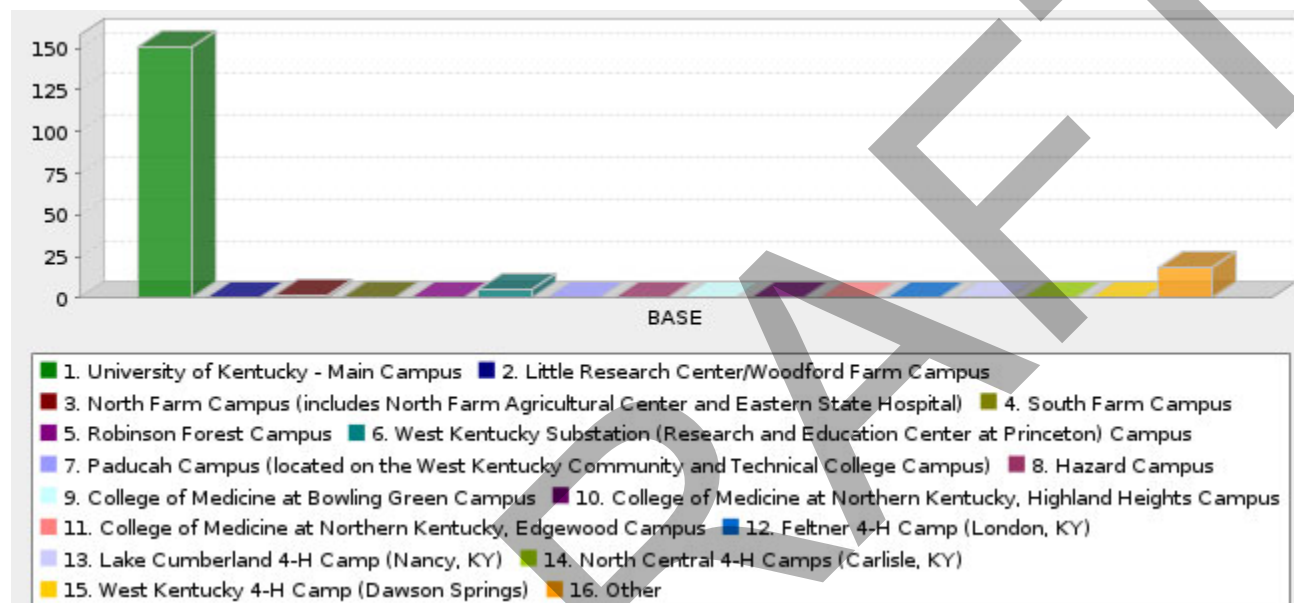 150
125
100
75
50
25
0
BASE
1. University of Kentucky - Main Campus 2. Little Research Center/Woodford Farm Campus
3. North Farm Campus (includes North Farm Agricultural Center and Eastern State Hospital) 4. South Farm Campus
5. Robinson Forest Campus 6. West Kentucky Substation (Research and Education Center at Princeton) Campus
7. Paducah Campus (located on the West Kentucky Community and Technical College Campus) 8. Hazard Campus
9. College of Medicine at Bowling Green Campus 10. College of Medicine at Northern Kentucky, Highland Heights Campus
11. College of Medicine at Northern Kentucky, Edgewood Campus 12. Feltner 4-H Camp (London, KY)
13. Lake Cumberland 4-H Camp (Nancy, KY) 14. North Central 4-H Camps (Carlisle, KY)
15. West Kentucky 4-H Camp (Dawson Springs) 16. Other
RAFT